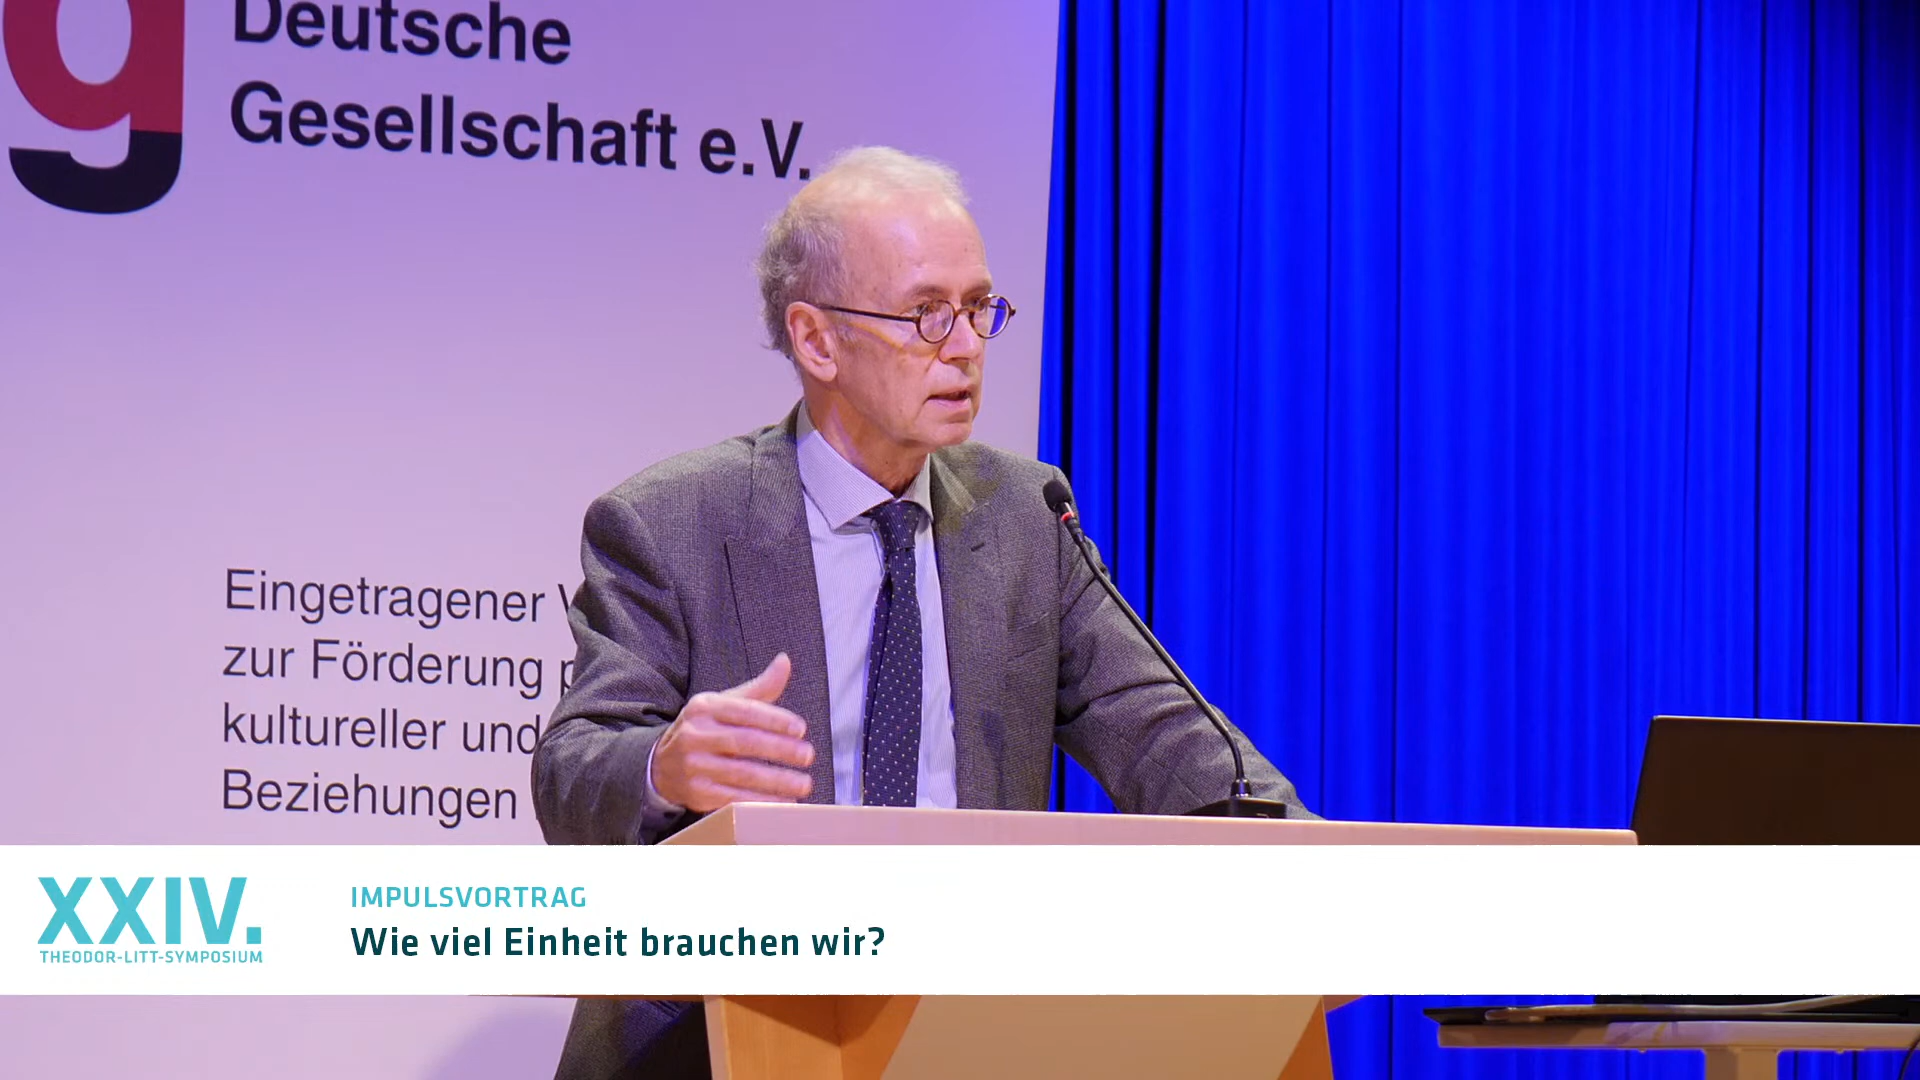 g
Deutsche
Gesellschaft e.V.
Eingetragener
zur Förderung
kultureller und
Beziehungen
XXIV.
THEODOR-LITT-SYMPOSIUM
IMPULSVORTRAG
Wie viel Einheit brauchen wir?